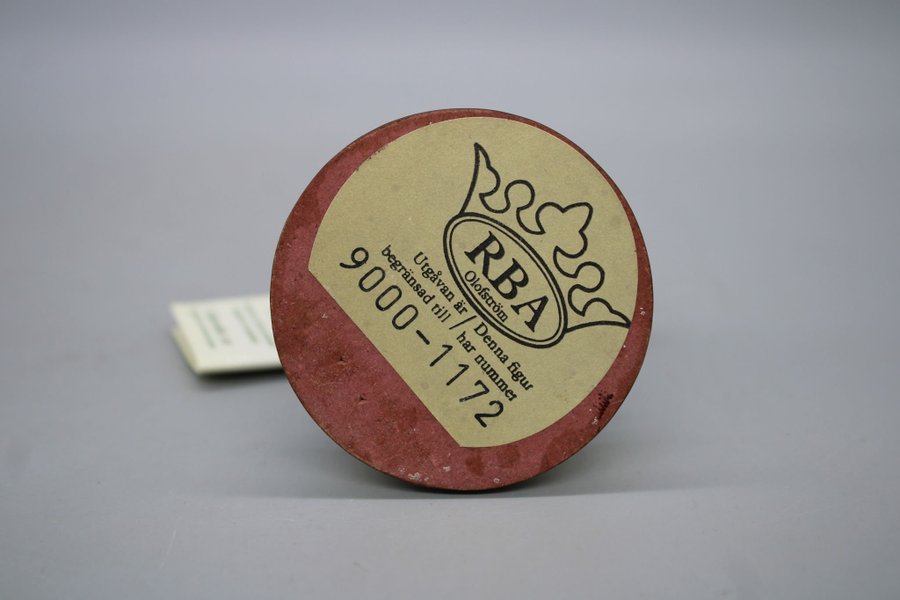 RBA
Olofström
Utgåvan är / Denna figur
begränsad till / har nummer
9000-1172